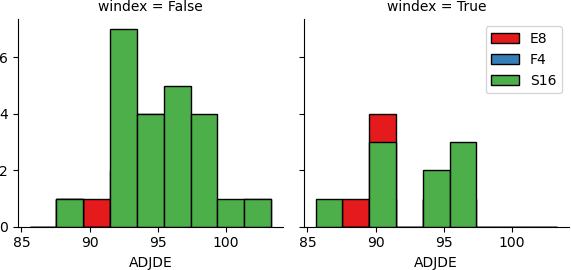 windex = False
windex = True
E8
F4
S16
6
4
2
0
85
90
95
100
85
90
95
100
ADJDE
ADJDE